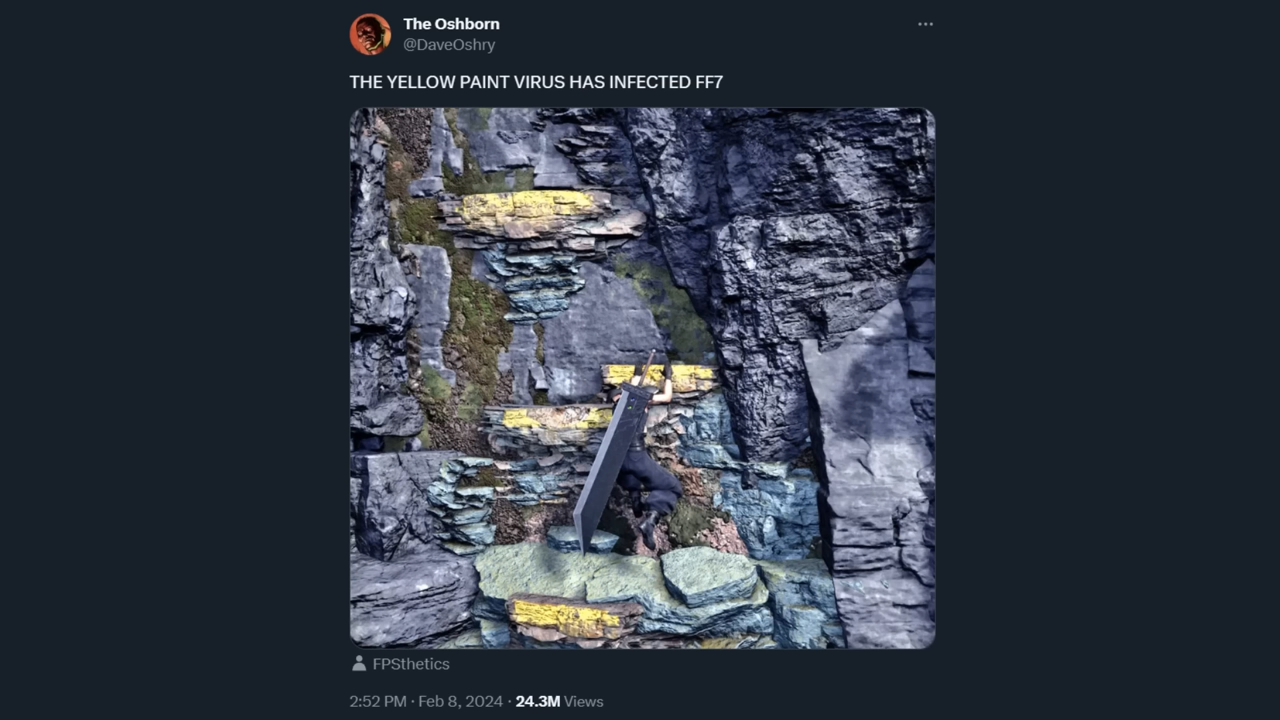 The Oshborn
@DaveOshry
THE YELLOW PAINT VIRUS HAS INFECTED FF7
FPSthetics
2:52 PM · Feb 8, 2024 · 24.3M Views